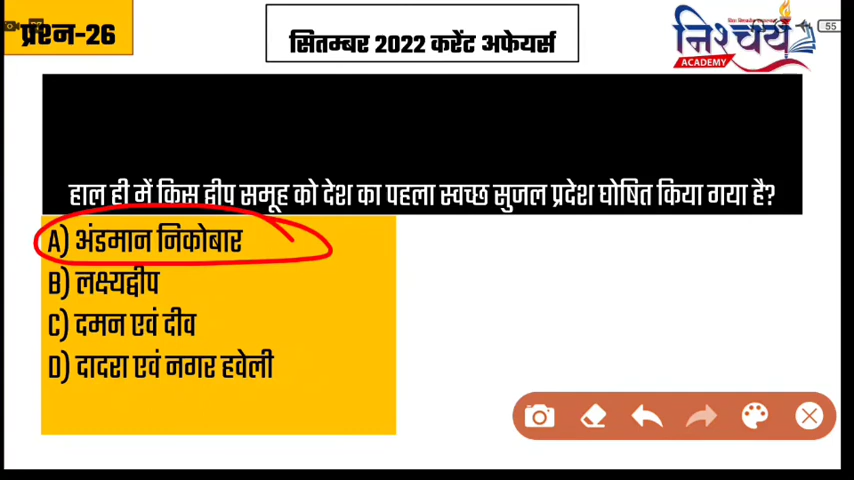 प्रश्न-26
सितम्बर 2022 करेंट अफेयर्स
निश्चय
ACADEMY
55
हाल ही में किस द्वीप समूह को देश का पहला स्वच्छ सुजल प्रदेश घोषित किया गया है?
A) अंडमान निकोबार
B) लक्ष्यद्वीप
C) दमन एवं दीव
D) दादरा एवं नगर हवेली